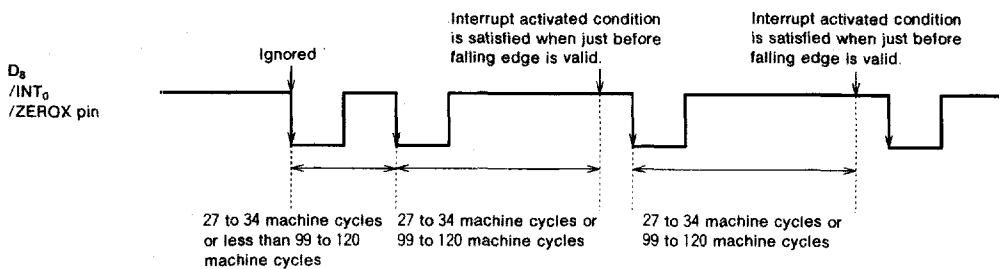 Interrupt activated condition
is satisfied when just before
falling edge is valid.
Interrupt activated condition
is satisfied when just before
falling edge is valid.
Ignored
D8
/INT0
/ZEROX pin
27 to 34 machine cycles
or less than 99 to 120
machine cycles
27 to 34 machine cycles or
99 to 120 machine cycles
27 to 34 machine cycles or
99 to 120 machine cycles